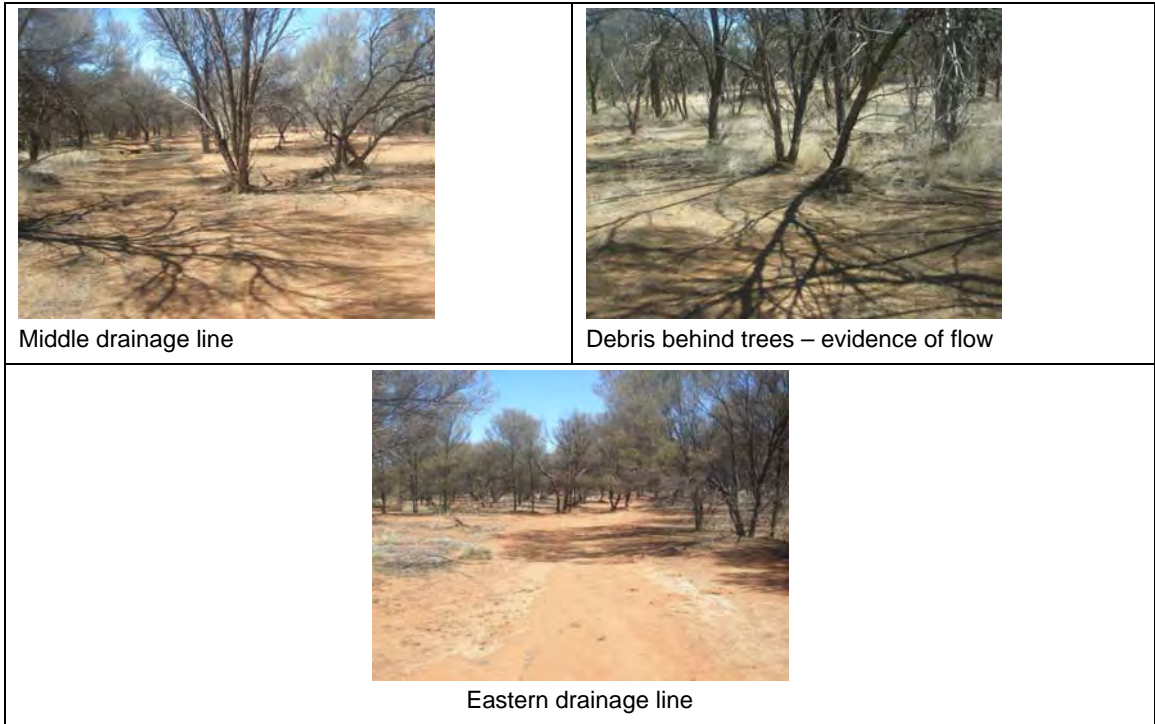 Middle drainage line
Debris behind trees – evidence of flow
Eastern drainage line